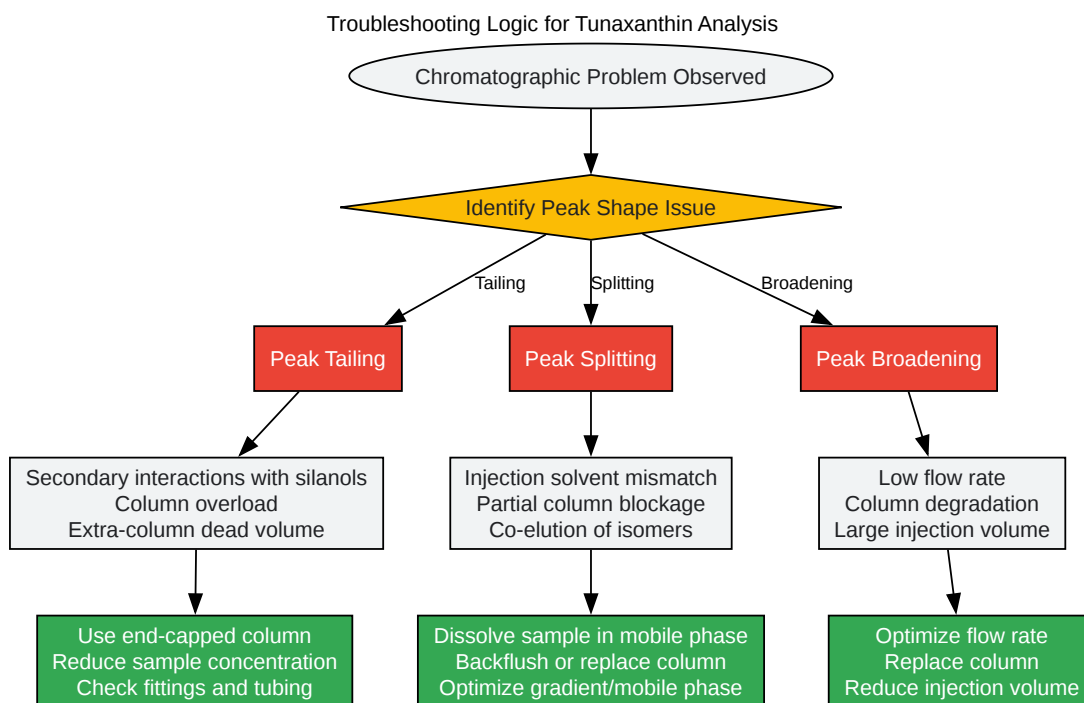 Troubleshooting Logic for Tunaxanthin Analysis
Chromatographic Problem Observed
Identify Peak Shape Issue
Tailing
Splitting
Broadening
Peak Tailing
Peak Splitting
Peak Broadening
Secondary interactions with silanols
Column overload
Extra-column dead volume
Injection solvent mismatch
Partial column blockage
Co-elution of isomers
Low flow rate
Column degradation
Large injection volume
Use end-capped column
Reduce sample concentration
Check fittings and tubing
Dissolve sample in mobile phase
Backflush or replace column
Optimize gradient/mobile phase
Optimize flow rate
Replace column
Reduce injection volume